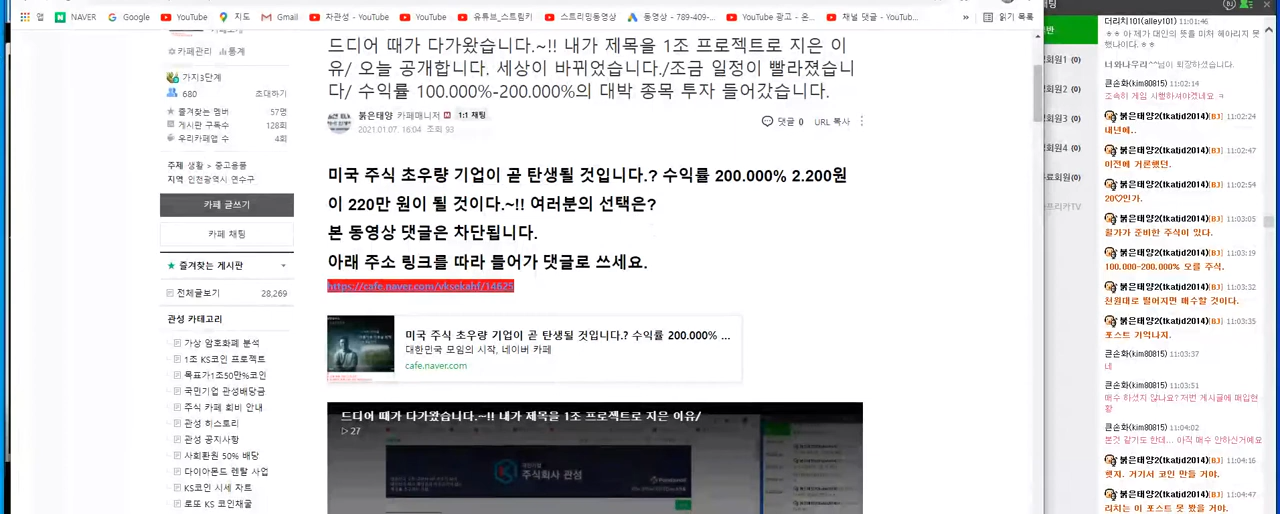 NAVER
Google
YouTube
지도
Gmail
차관성 - YouTube
YouTube
유튜브_스트림키
스트리밍동영상
동영상 - 789-409-...
YouTube 광고 - 온...
채널 댓글 - YouTub...
»
읽기 목록
카페관리
통계
가지3단계
680
초대하기
즐겨찾는 멤버
57명
게시판 구독수
128회
우리카페앱 수
4회
주제 생활 > 중고용품
지역 인천광역시 연수구
카페 글쓰기
카페 채팅
즐겨찾는 게시판
전체글보기
28,269
관성 카테고리
가상 암호화폐 분석
1조 KS코인 프로젝트
목표가1조50만%코인
국민기업 관성배당금
주식 카페 회비 안내
관성 히스토리
관성 공지사항
사회환원 50% 배당
다이아몬드 렌탈 사업
KS코인 시세 차트
로또 KS 코인채굴
드디어 때가 다가왔습니다.~!! 내가 제목을 1조 프로젝트로 지은 이
유/ 오늘 공개합니다. 세상이 바뀌었습니다./조금 일정이 빨라졌습니
다/ 수익률 100.000%-200.000%의 대박 종목 투자 들어갔습니다.
붉은태양 카페매니저
1:1 채팅
2021.01.07. 16:04 조회 93
댓글 0
URL 복사
미국 주식 초우량 기업이 곧 탄생될 것입니다.? 수익률 200.000% 2.200원
이 220만 원이 될 것이다.~!! 여러분의 선택은?
본 동영상 댓글은 차단됩니다.
아래 주소 링크를 따라 들어가 댓글로 쓰세요.
https://cafe.naver.com/vksekahf/14625
미국 주식 초우량 기업이 곧 탄생될 것입니다.? 수익률 200.000% ...
대한민국 모임의 시작, 네이버 카페
cafe.naver.com
드디어 때가 다가왔습니다.~!! 내가 제목을 1조 프로젝트로 지은 이유/
▷ 27
주식회사 관성
채팅
더리치101(alley101) 11:01:46
ㅎㅎ 아 제가 대인의 뜻을 미처 헤아리지 못
했나이다.ㅎㅎ
너와나우리^^님이 퇴장하셨습니다.
큰손화(kim80815) 11:02:14
조속히 게임 시행하셔야겠네요 ㅋ
붉은태양2(tkatjd2014)[BJ] 11:02:24
내년에..
붉은태양2(tkatjd2014)[BJ] 11:02:47
이전에 거론했던.
붉은태양2(tkatjd2014)[BJ] 11:02:54
20♡인가.
붉은태양2(tkatjd2014)[BJ] 11:03:05
월가가 준비한 주식이 있다.
붉은태양2(tkatjd2014)[BJ] 11:03:19
100.000-200.000% 오를 주식.
붉은태양2(tkatjd2014)[BJ] 11:03:32
천원대로 떨어지면 매수할 것이다.
붉은태양2(tkatjd2014)[BJ] 11:03:35
포스트 기억나지.
큰손화(kim80815) 11:03:37
네
큰손화(kim80815) 11:03:51
매수 하셨지 않나요? 저번 게시글에 매입현
황
큰손화(kim80815) 11:04:02
본것 같기도 한데... 아직 매수 안하신거예요
붉은태양2(tkatjd2014)[BJ] 11:04:16
했지. 거기서 코인 만들 거야.
붉은태양2(tkatjd2014)[BJ] 11:04:47
리치는 이 포스트 못 봤을 거야.